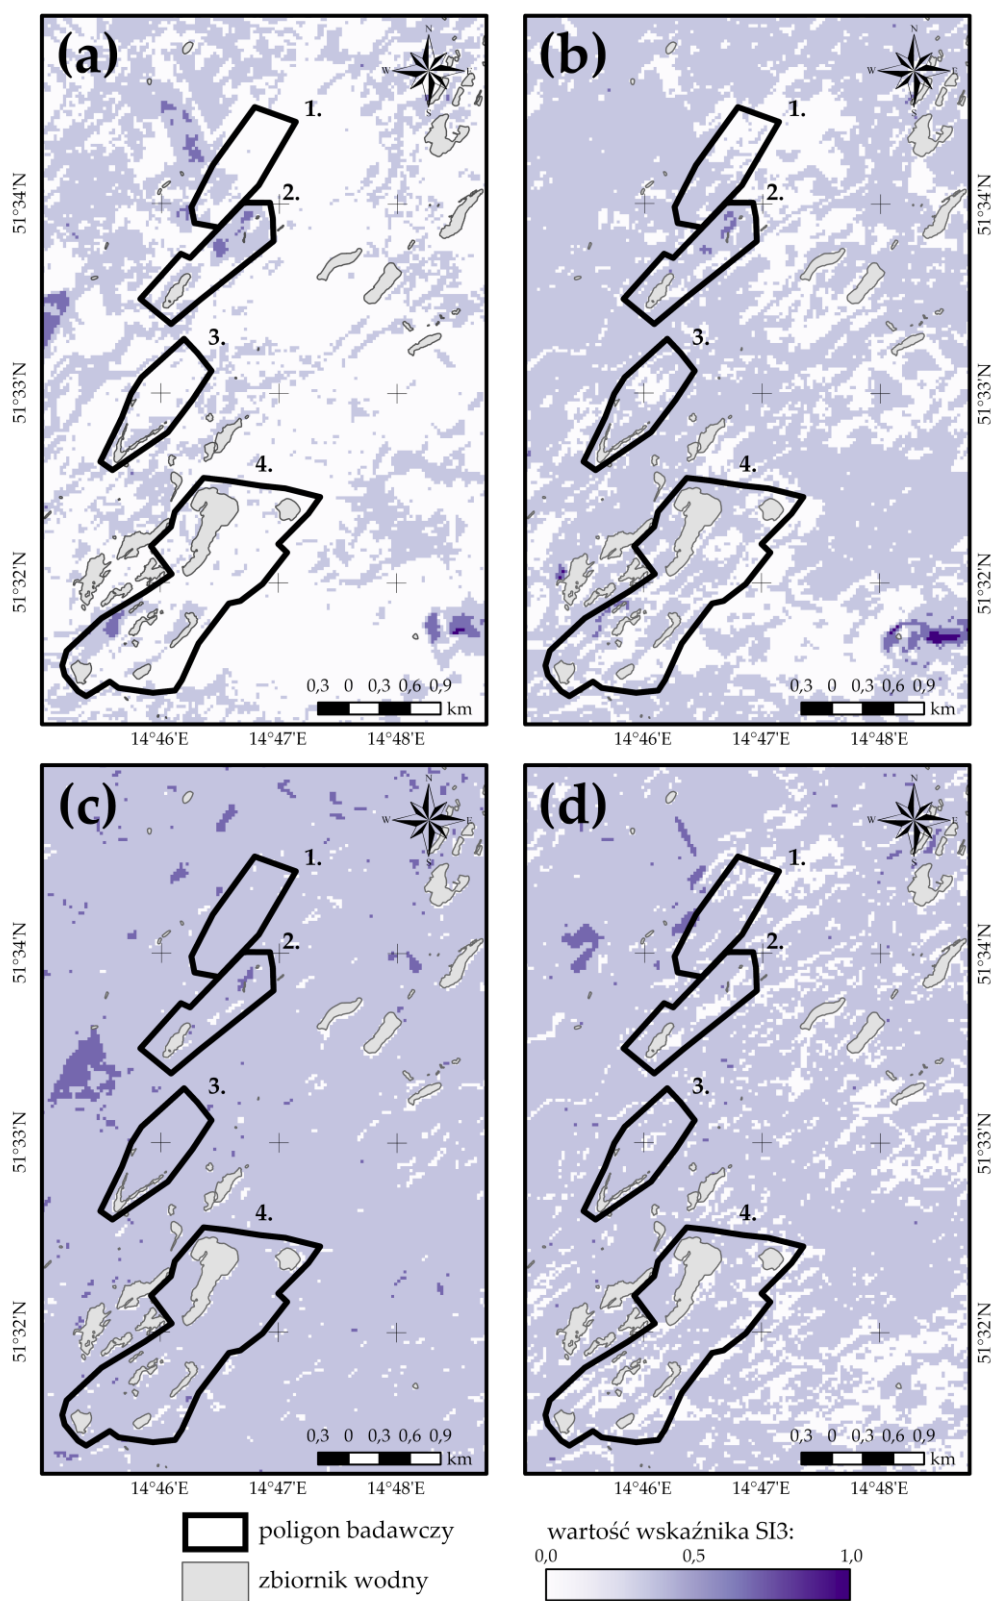 (a)
N
W
E
S
1.
2.
3.
4.
51°34'N
51°33'N
51°32'N
0,3 0 0,3 0,6 0,9
km
14°46'E 14°47'E 14°48'E
(b)
N
W
E
S
1.
2.
3.
4.
51°34'N
51°33'N
51°32'N
0,3 0 0,3 0,6 0,9
km
14°46'E 14°47'E 14°48'E
(c)
N
W
E
S
1.
2.
3.
4.
51°34'N
51°33'N
51°32'N
0,3 0 0,3 0,6 0,9
km
14°46'E 14°47'E 14°48'E
(d)
N
W
E
S
1.
2.
3.
4.
51°34'N
51°33'N
51°32'N
0,3 0 0,3 0,6 0,9
km
14°46'E 14°47'E 14°48'E
poligon badawczy
zbiornik wodny
wartość wskaźnika SI3:
0,0 0,5 1,0